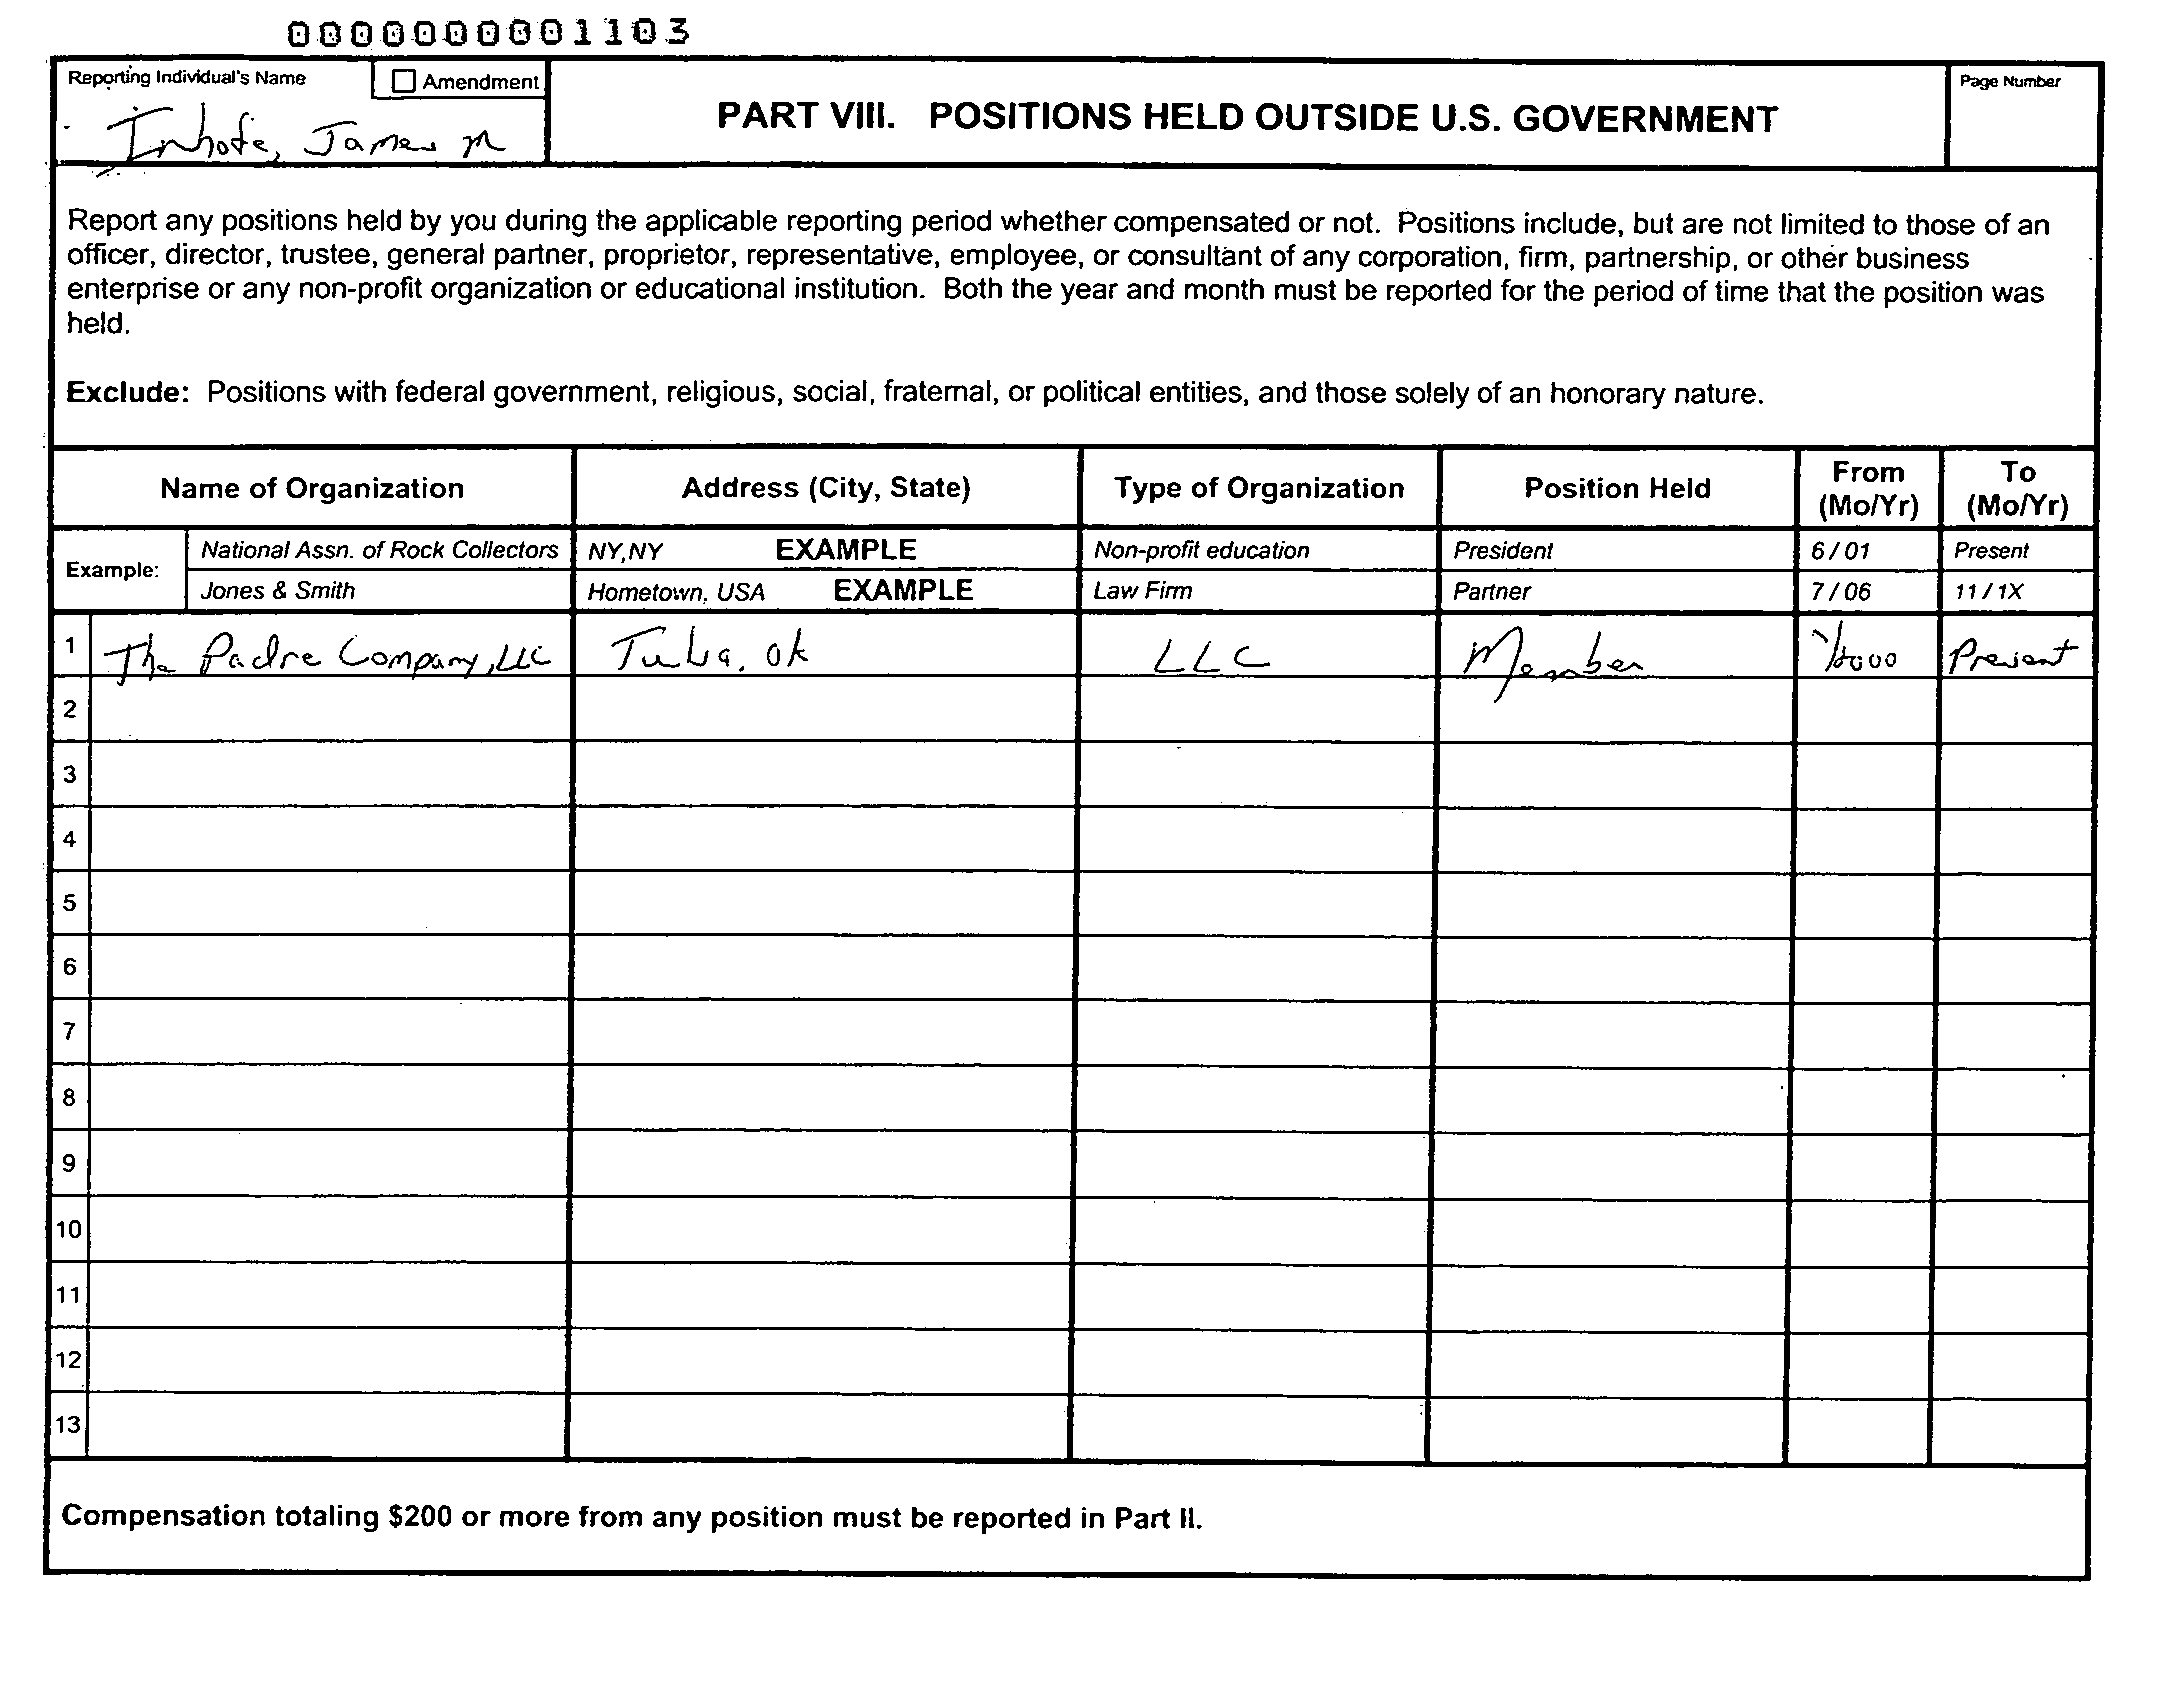 0000000001103
Reporting Individual's Name
Amendment
Inhofe, James M
PART VIII. POSITIONS HELD OUTSIDE U.S. GOVERNMENT
Page Number
Report any positions held by you during the applicable reporting period whether compensated or not. Positions include, but are not limited to those of an
officer, director, trustee, general partner, proprietor, representative, employee, or consultant of any corporation, firm, partnership, or other business
enterprise or any non-profit organization or educational institution. Both the year and month must be reported for the period of time that the position was
held.
Exclude: Positions with federal government, religious, social, fraternal, or political entities, and those solely of an honorary nature.
Name of Organization Address (City, State) Type of Organization Position Held From (Mo/Yr) To (Mo/Yr)
Example:
National Assn. of Rock Collectors NY,NY EXAMPLE Non-profit education President 6 / 01 Present
Jones & Smith Hometown, USA EXAMPLE Law Firm Partner 7 / 06 11 / 1X
1 The Padre Company, LLC Tulsa, OK LLC Member Present
2
3
4
5
6
7
8
9
10
11
12
13
Compensation totaling $200 or more from any position must be reported in Part II.